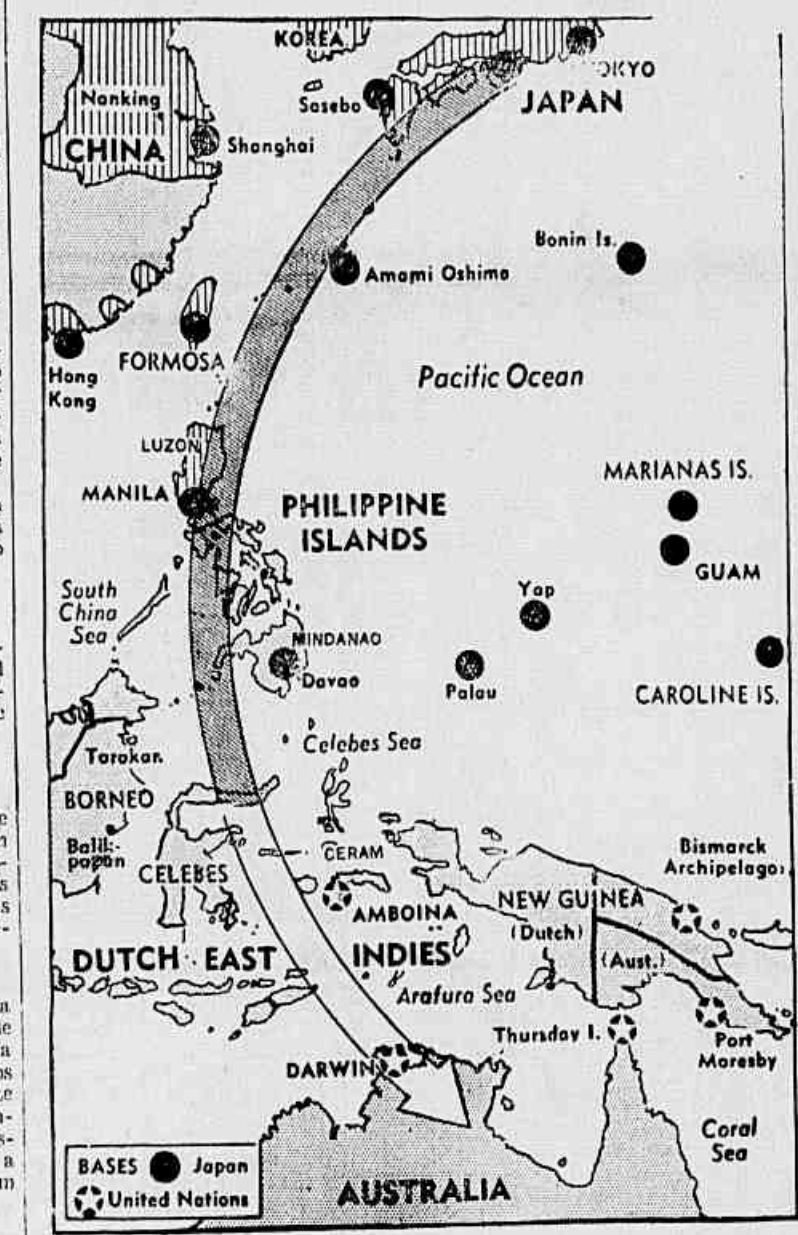 KOREA
TOKYO
JAPAN
Sasebo
Nanking
CHINA
Shanghai
Bonin Is.
Amami Oshima
FORMOSA
Hong
Kong
Pacific Ocean
LUZON
MANILA
PHILIPPINE
ISLANDS
MARIANAS IS.
GUAM
South
China
Sea
Yap
MINDANAO
Davao
Palau
CAROLINE IS.
Celebes Sea
Tarakan
BORNEO
Balik-
papan
CELEBES
CERAM
AMBOINA
Bismarck
Archipelago
NEW GUINEA
(Dutch)
(Aust.)
DUTCH EAST INDIES
Arafura Sea
Thursday I.
Port
Moresby
DARWIN
Coral
Sea
BASES Japan
United Nations
AUSTRALIA